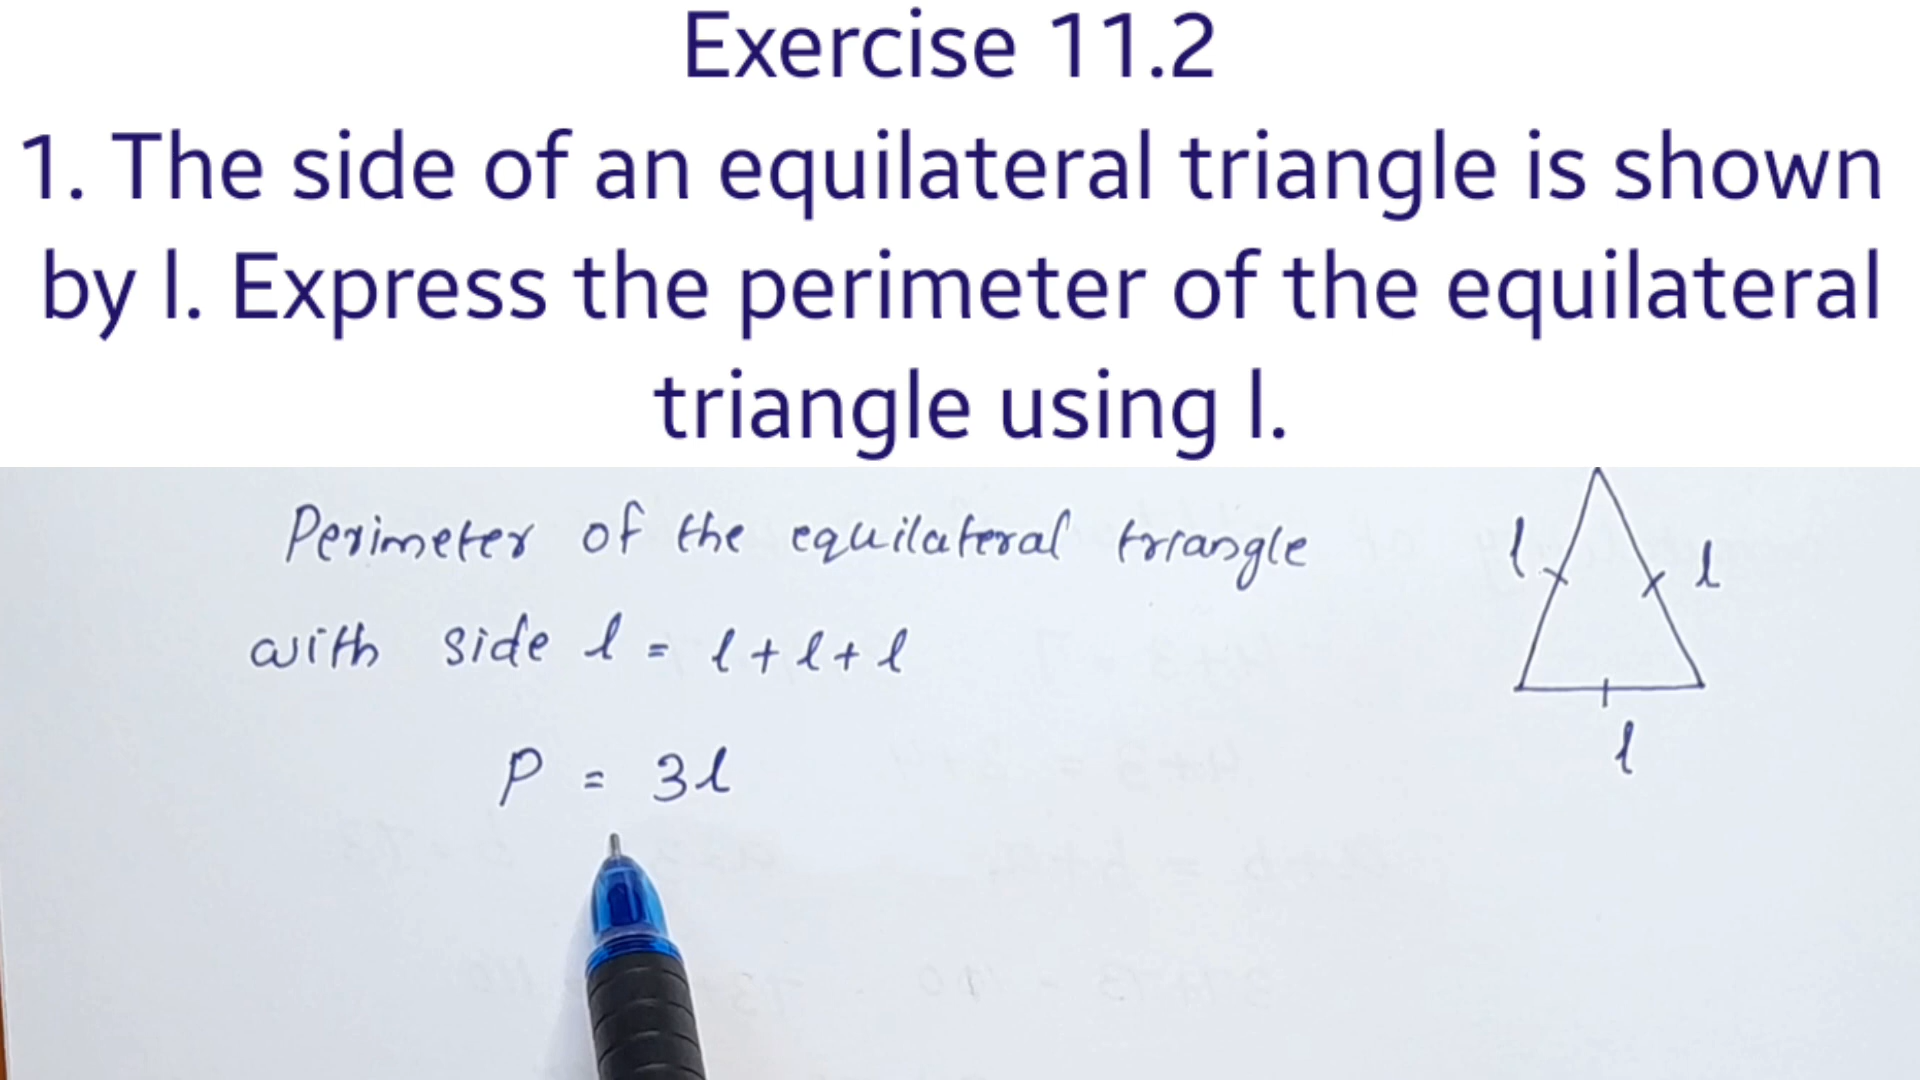 Exercise 11.2
1. The side of an equilateral triangle is shown
by l. Express the perimeter of the equilateral
triangle using l.
Perimeter of the equilateral triangle
with side l = l + l + l
P = 3l
l
l
l